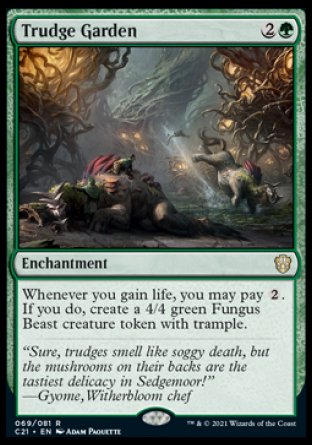 Trudge Garden 2
Enchantment
Whenever you gain life, you may pay 2.
If you do, create a 4/4 green Fungus
Beast creature token with trample.
“Sure, trudges smell like soggy death, but
the mushrooms on their backs are the
tastiest delicacy in Sedgemoor!”
—Gyome, Witherbloom chef
069/081 R
C21 • EN ADAM PAQUETTE
™ & © 2021 Wizards of the Coast